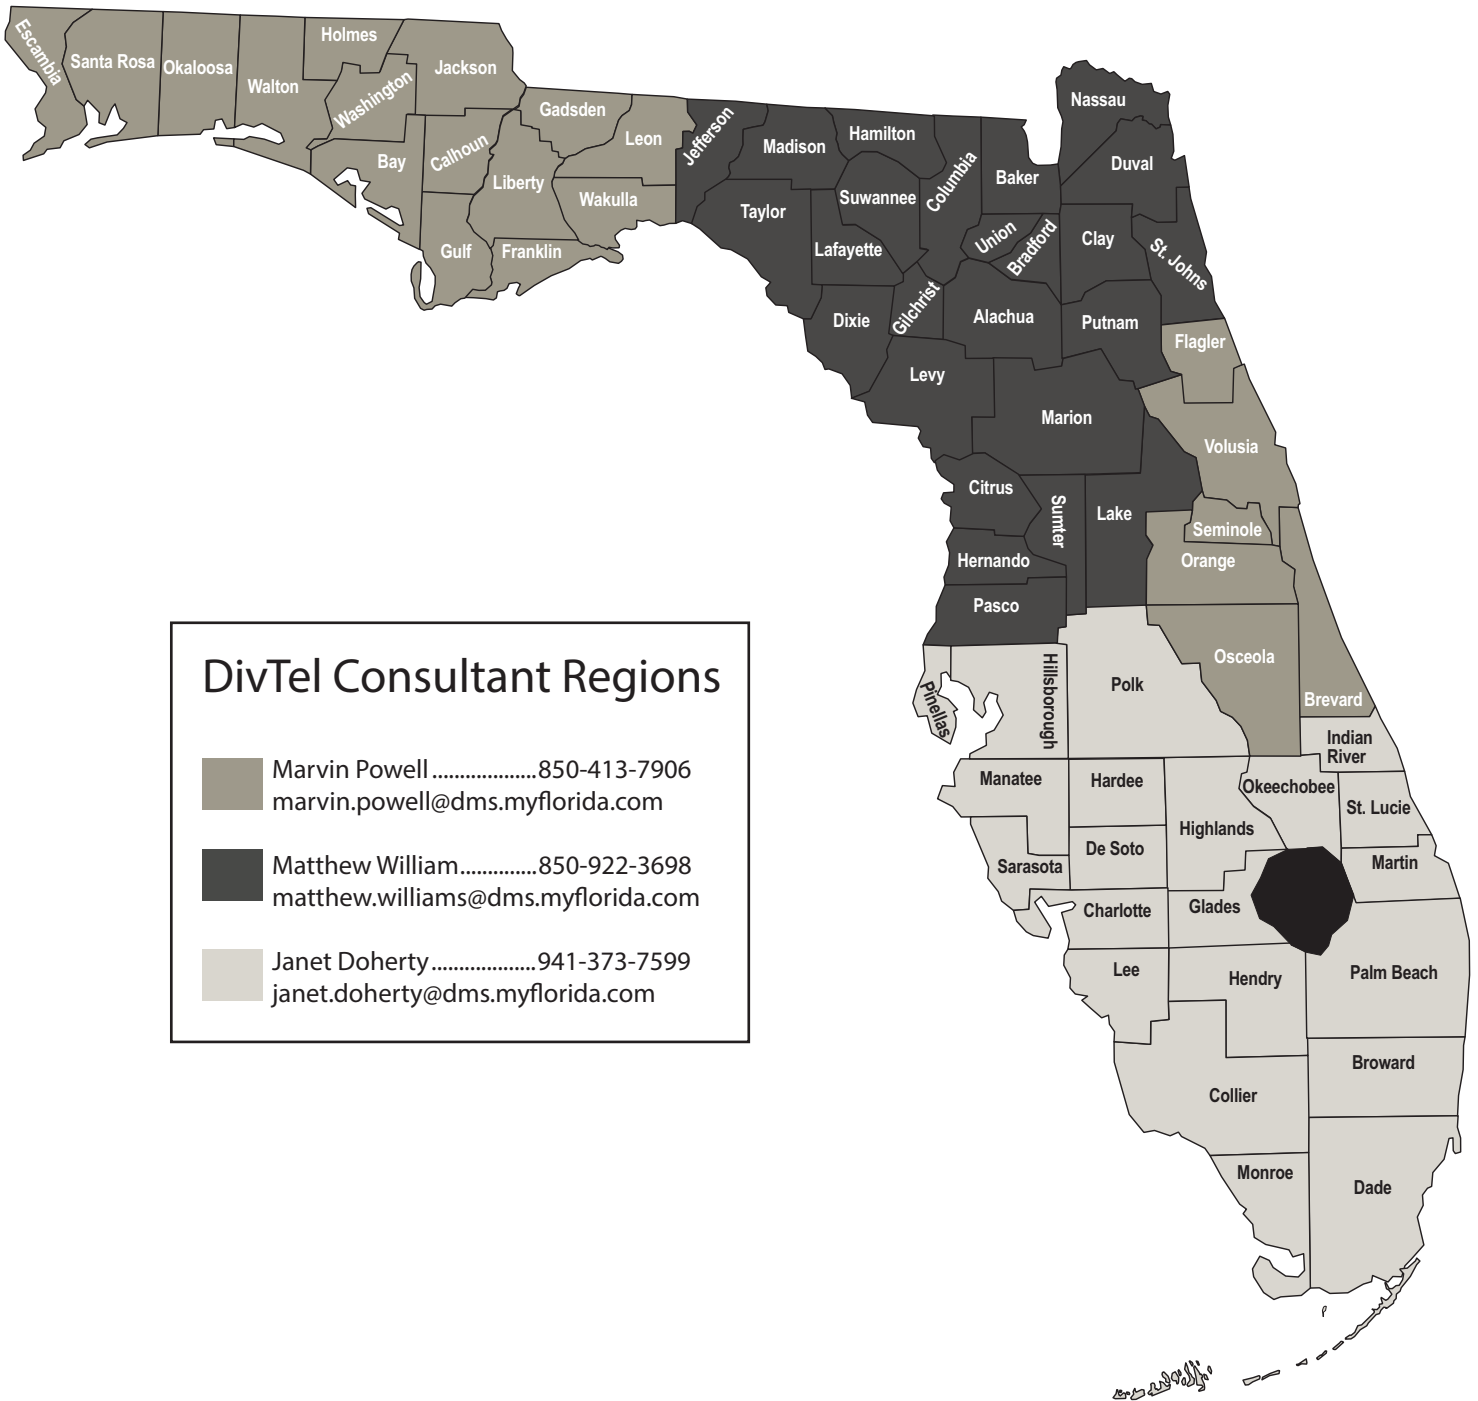 Escambia
Santa Rosa
Okaloosa
Walton
Holmes
Washington
Jackson
Bay
Calhoun
Gulf
Gadsden
Liberty
Franklin
Leon
Wakulla
Jefferson
Madison
Taylor
Hamilton
Suwannee
Lafayette
Dixie
Columbia
Gilchrist
Levy
Baker
Union
Bradford
Alachua
Nassau
Duval
Clay
St. Johns
Putnam
Flagler
Marion
Volusia
Citrus
Sumter
Lake
Seminole
Orange
Hernando
Pasco
Osceola
Brevard
Pinellas
Hillsborough
Polk
Indian
River
Manatee
Hardee
Okeechobee
St. Lucie
Highlands
Sarasota
De Soto
Martin
Charlotte
Glades
Lee
Hendry
Palm Beach
Collier
Broward
Monroe
Dade
DivTel Consultant Regions
Marvin Powell...................850-413-7906
marvin.powell@dms.myflorida.com
Matthew William..............850-922-3698
matthew.williams@dms.myflorida.com
Janet Doherty...................941-373-7599
janet.doherty@dms.myflorida.com